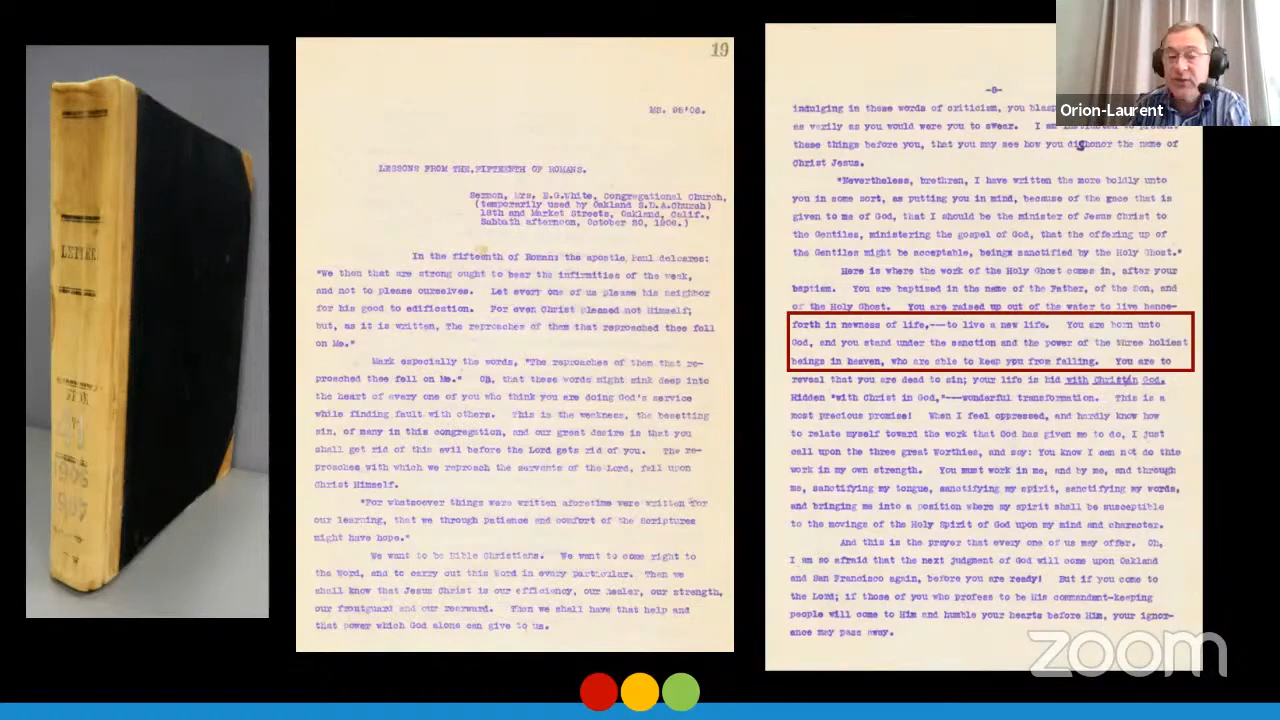 LETTER
19
MS. 95'06.
LESSONS FROM THE FIFTEENTH OF ROMANS.
Sermon, Mrs. E.G.White, Congregational Church,
(temporarily used by Oakland S.D.A.Church)
18th and Market Streets, Oakland, Calif.,
Sabbath afternoon, October 20, 1906.)
In the fifteenth of Romans the apostle Paul delcares:
"We then that are strong ought to bear the infirmities of the weak,
and not to please ourselves. Let every one of us please his neighbor
for his good to edification. For even Christ pleased not Himself;
but, as it is written, The reproaches of them that reproached thee fell
on Me."
Mark especially the words, "The reproaches of them that re-
proached thee fell on Me." Oh, that these words might sink deep into
the heart of every one of you who think you are doing God's service
while finding fault with others. This is the weakness, the besetting
sin, of many in this congregation, and our great desire is that you
shall get rid of this evil before the Lord gets rid of you. The re-
proaches with which we reproach the servants of the Lord, fell upon
Christ Himself.
"For whatsoever things were written aforetime were written for
our learning, that we through patience and comfort of the Scriptures
might have hope."
We want to be Bible Christians. We want to come right to
the Word, and to carry out this Word in every particular. Then we
shall know that Jesus Christ is our efficiency, our healer, our strength,
our frontguard and our rearward. Then we shall have that help and
that power which God alone can give to us.
indulging in these words of criticism, you
as verily as you would were you to swear. I am
these things before you, that you may see how you dishonor the name of
Christ Jesus.
"Nevertheless, brethren, I have written the more boldly unto
you in some sort, as putting you in mind, because of the grace that is
given to me of God, that I should be the minister of Jesus Christ to
the Gentiles, ministering the gospel of God, that the offering up of
the Gentiles might be acceptable, being sanctified by the Holy Ghost."
Here is where the work of the Holy Ghost comes in, after your
baptism. You are baptised in the name of the Father, of the Son, and
of the Holy Ghost. You are raised up out of the water to live hence-
forth in newness of life,---to live a new life. You are born unto
God, and you stand under the sanction and the power of the three holiest
beings in heaven, who are able to keep you from falling. You are to
reveal that you are dead to sin; your life is hid with Christ in God.
Hidden "with Christ in God,"---wonderful transformation. This is a
most precious promise! When I feel oppressed, and hardly know how
to relate myself toward the work that God has given me to do, I just
call upon the three great Worthies, and say: You know I can not do this
work in my own strength. You must work in me, and by me, and through
me, sanctifying my tongue, sanctifying my spirit, sanctifying my words,
and bringing me into a position where my spirit shall be susceptible
to the movings of the Holy Spirit of God upon my mind and character.
And this is the prayer that every one of us may offer. Oh,
I am so afraid that the next judgment of God will come upon Oakland
and San Francisco again, before you are ready! But if you come to
the Lord; if those of you who profess to be His commandment-keeping
people will come to Him and humble your hearts before Him, your ignor-
ance may pass away.
Orion-Laurent
zoom